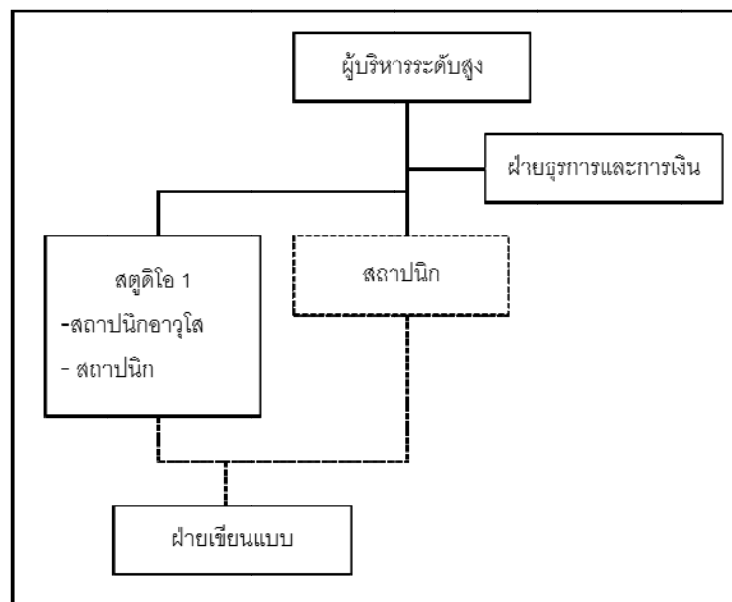 ผู้บริหารระดับสูง
ฝ่ายธุรการและการเงิน
สตูดิโอ 1
-สถาปนิกอาวุโส
- สถาปนิก
สถาปนิก
ฝ่ายเขียนแบบ